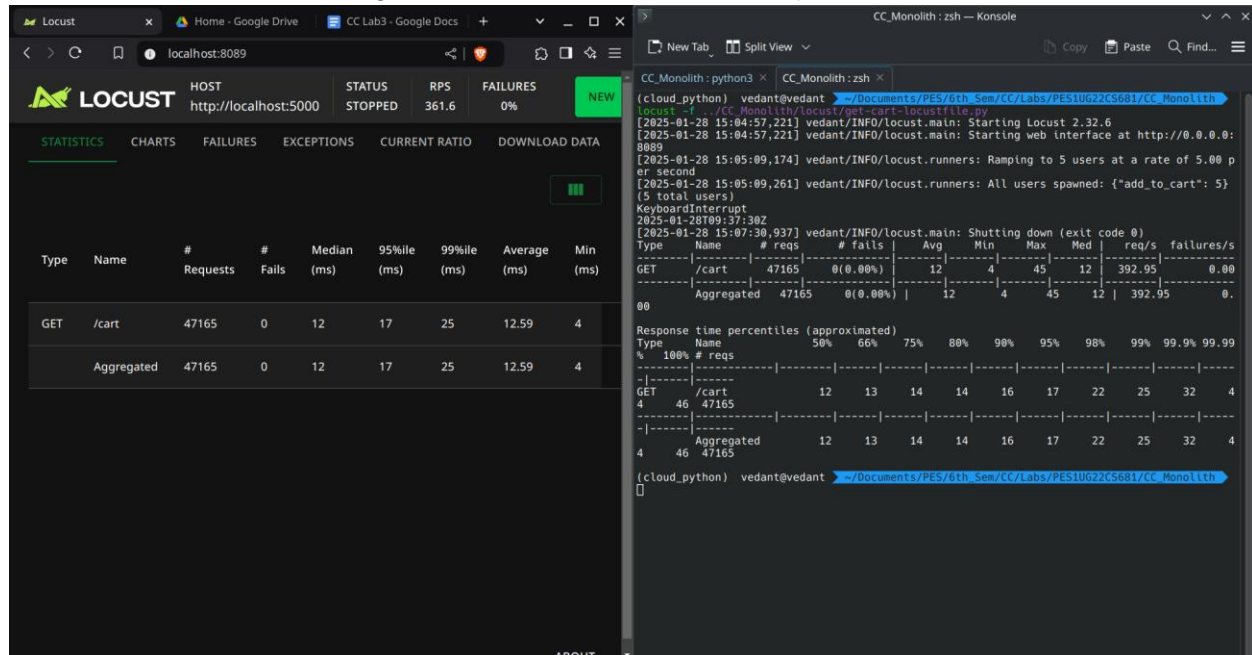 Locust
Home - Google Drive
CC Lab3 - Google Docs
localhost:8089
LOCUST
HOST
http://localhost:5000
STATUS
STOPPED
RPS
361.6
FAILURES
0%
NEW
STATISTICS CHARTS FAILURES EXCEPTIONS CURRENT RATIO DOWNLOAD DATA
Type Name # Requests # Fails Median (ms) 95%ile (ms) 99%ile (ms) Average (ms) Min (ms)
GET /cart 47165 0 12 17 25 12.59 4
Aggregated 47165 0 12 17 25 12.59 4
CC_Monolith : zsh — Konsole
New Tab Split View Copy Paste Find...
CC_Monolith : python3 CC_Monolith : zsh
(cloud_python) vedant@vedant ~/Documents/PES/6th_Sem/CC/Labs/PES1UG22CS681/CC_Monolith
locust -f ../CC_Monolith/locust/get-cart-locustfile.py
[2025-01-28 15:04:57,221] vedant/INFO/locust.main: Starting Locust 2.32.6
[2025-01-28 15:04:57,221] vedant/INFO/locust.main: Starting web interface at http://0.0.0.0:
8089
[2025-01-28 15:05:09,174] vedant/INFO/locust.runners: Ramping to 5 users at a rate of 5.00 p
er second
[2025-01-28 15:05:09,261] vedant/INFO/locust.runners: All users spawned: {"add_to_cart": 5}
(5 total users)
KeyboardInterrupt
2025-01-28T09:37:30Z
[2025-01-28 15:07:30,937] vedant/INFO/locust.main: Shutting down (exit code 0)
Type Name # reqs # fails | Avg Min Max Med | req/s failures/s
--------|------------|--------|-----------|-------|-------|-------|-------|--------|-----------
GET /cart 47165 0(0.00%) | 12 4 45 12 | 392.95 0.00
--------|------------|--------|-----------|-------|-------|-------|-------|--------|-----------
Aggregated 47165 0(0.00%) | 12 4 45 12 | 392.95 0.
00
Response time percentiles (approximated)
Type Name 50% 66% 75% 80% 90% 95% 98% 99% 99.9% 99.99
% 100% # reqs
--------|------------|--------|------|------|------|------|------|------|------|------|-----
-|------|------
GET /cart 12 13 14 14 16 17 22 25 32 4
4 46 47165
--------|------------|--------|------|------|------|------|------|------|------|------|-----
-|------|------
Aggregated 12 13 14 14 16 17 22 25 32 4
4 46 47165
(cloud_python) vedant@vedant ~/Documents/PES/6th_Sem/CC/Labs/PES1UG22CS681/CC_Monolith